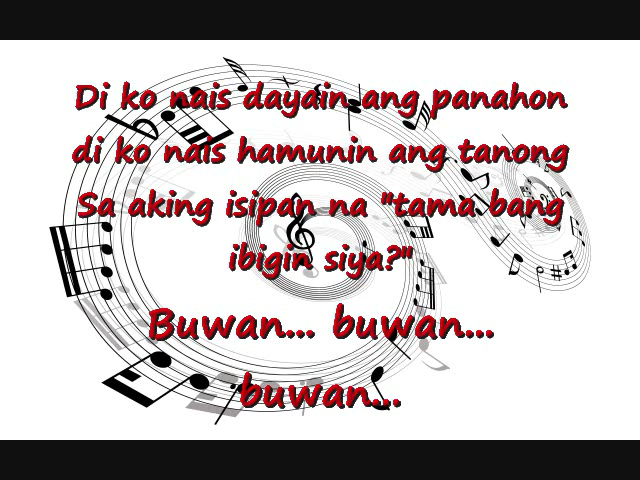 Di ko nais dayain ang panahon
di ko nais hamunin ang tanong
Sa aking isipan na "tama bang
ibigin siya?"
Buwan... buwan...
buwan...